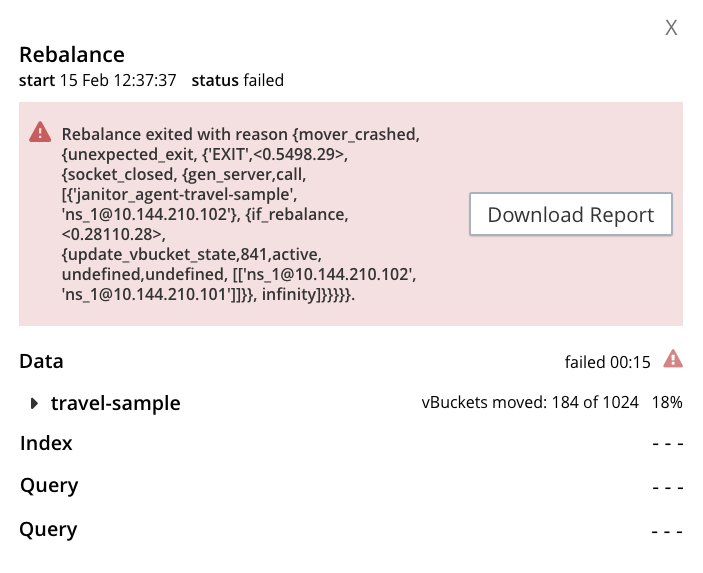 X
Rebalance
start 15 Feb 12:37:37 status failed
Rebalance exited with reason {mover_crashed,
{unexpected_exit, {'EXIT',<0.5498.29>,
{socket_closed, {gen_server,call,
[{'janitor_agent-travel-sample',
'ns_1@10.144.210.102'}, {if_rebalance,
<0.28110.28>,
{update_vbucket_state,841,active,
undefined,undefined, [['ns_1@10.144.210.102',
'ns_1@10.144.210.101']]}}, infinity]}}}}}.
Download Report
Data failed 00:15
travel-sample vBuckets moved: 184 of 1024 18%
Index - - -
Query - - -
Query - - -